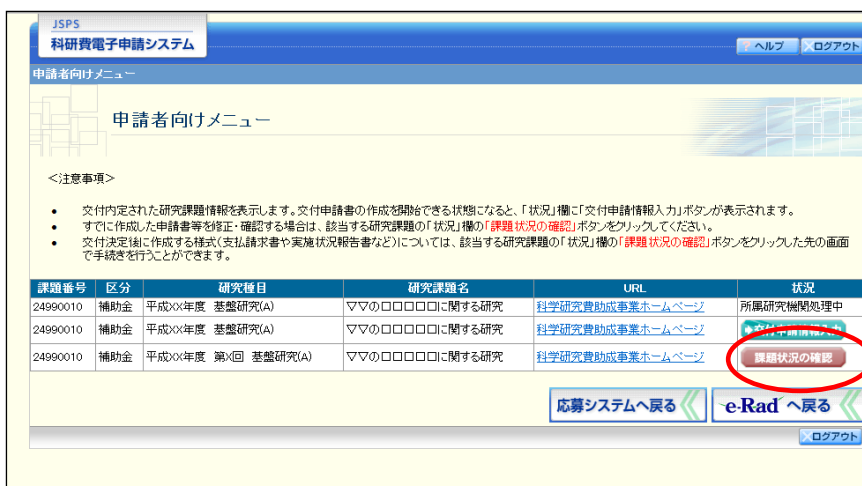 JSPS
科研費電子申請システム
? ヘルプ ×ログアウト
申請者向けメニュー
申請者向けメニュー
＜注意事項＞
• 交付内定された研究課題情報を表示します。交付申請書の作成を開始できる状態になると、「状況」欄に「交付申請情報入力」ボタンが表示されます。
• すでに作成した申請書等を修正・確認する場合は、該当する研究課題の「状況」欄の「課題状況の確認」ボタンをクリックしてください。
• 交付決定後に作成する様式（支払請求書や実施状況報告書など）については、該当する研究課題の「状況」欄の「課題状況の確認」ボタンをクリックした先の画面
で手続きを行うことができます。
課題番号 区分 研究種目 研究課題名 URL 状況
24990010 補助金 平成XX年度 基盤研究(A) ▽▽の□□□□□に関する研究 科学研究費助成事業ホームページ 所属研究機関処理中
24990010 補助金 平成XX年度 基盤研究(A) ▽▽の□□□□□に関する研究 科学研究費助成事業ホームページ 交付申請情報入力
24990010 補助金 平成XX年度 第X回 基盤研究(A) ▽▽の□□□□□に関する研究 科学研究費助成事業ホームページ 課題状況の確認
応募システムへ戻る e-Rad へ戻る
×ログアウト